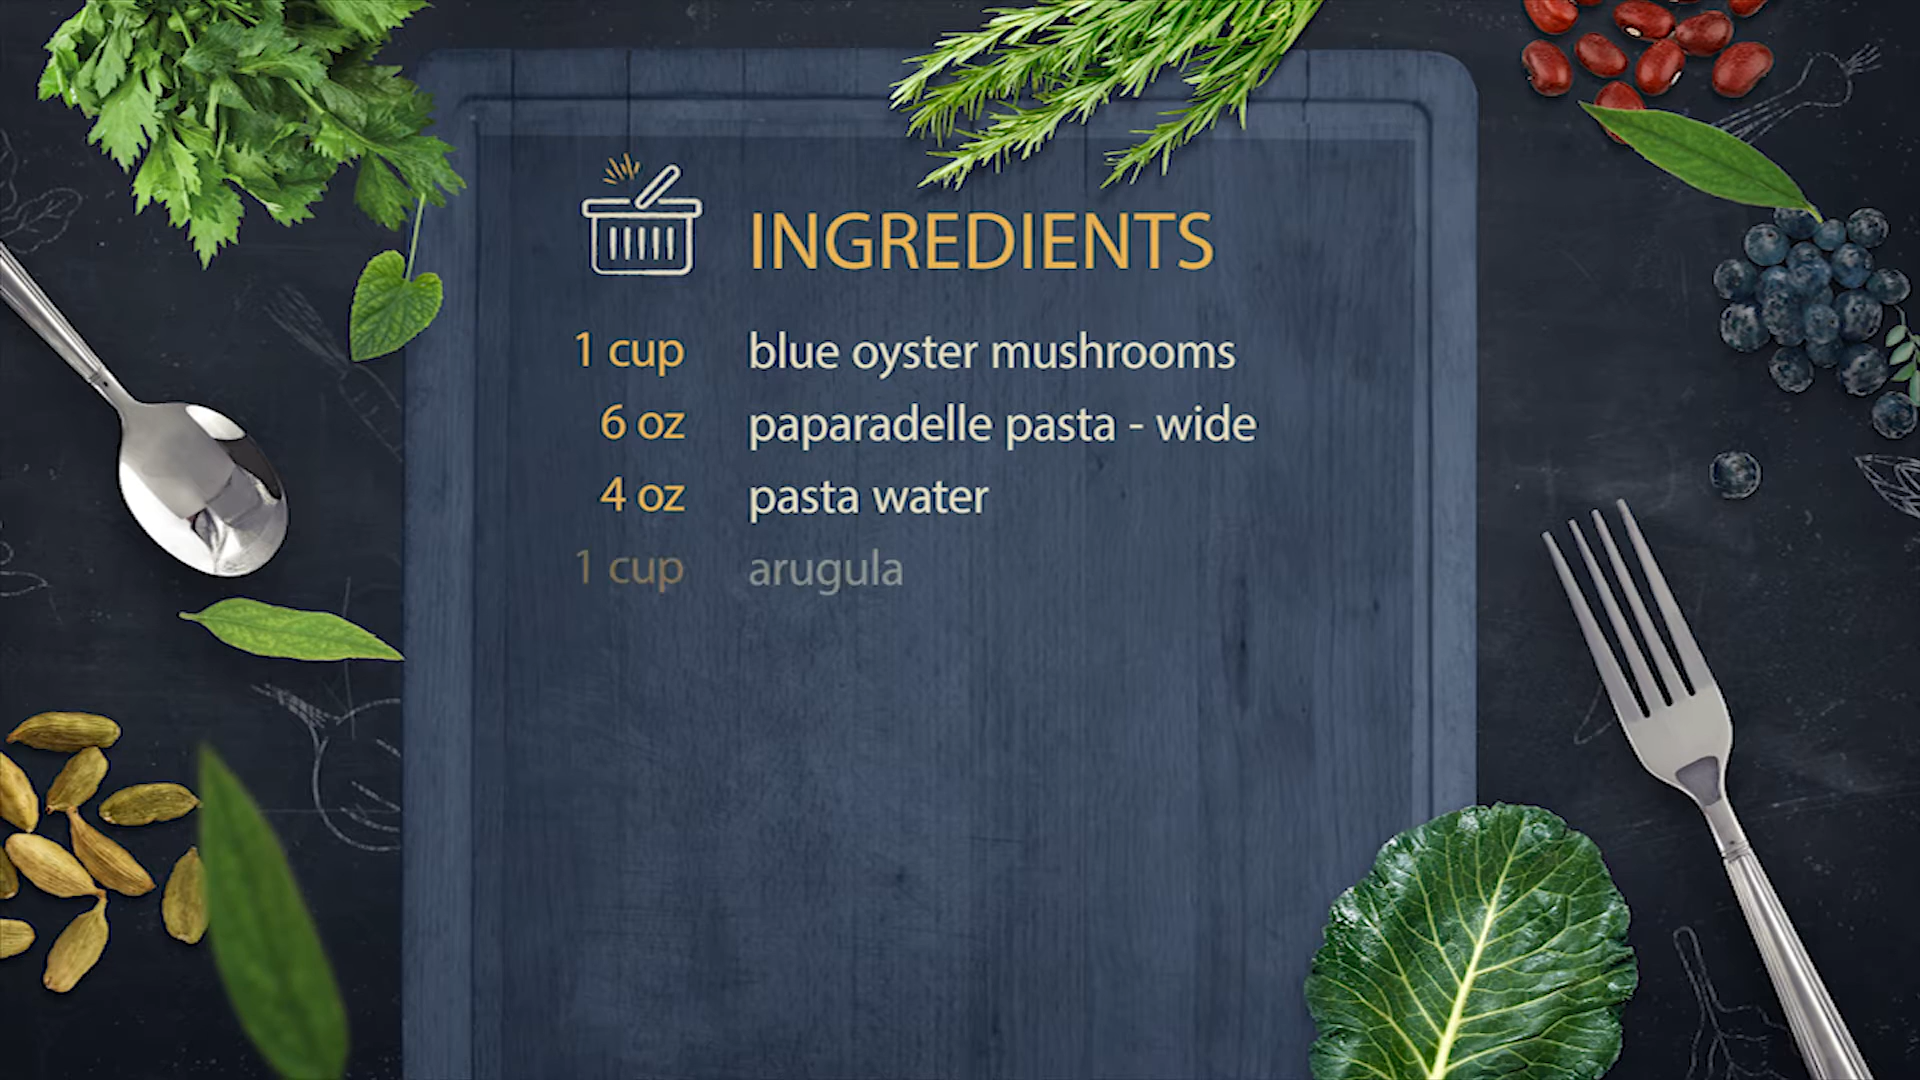 INGREDIENTS
1 cup blue oyster mushrooms
6 oz paparadelle pasta - wide
4 oz pasta water
1 cup arugula